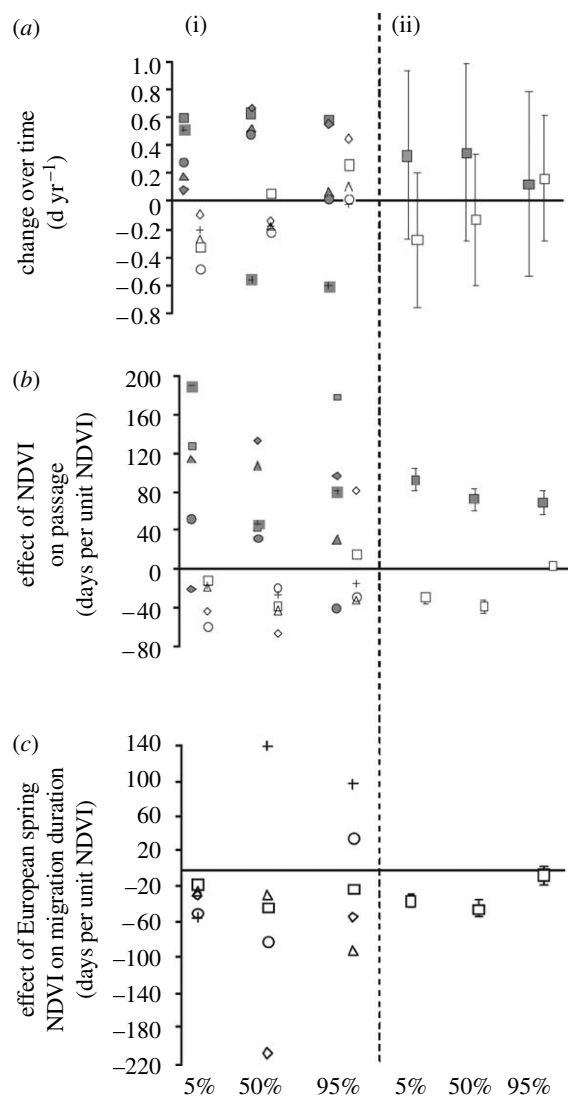 (a) (i) (ii)
change over time
(d yr⁻¹)
1.0
0.8
0.6
0.4
0.2
0
−0.2
−0.4
−0.6
−0.8
(b)
effect of NDVI
on passage
(days per unit NDVI)
200
160
120
80
40
0
−40
−80
(c)
effect of European spring
NDVI on migration duration
(days per unit NDVI)
140
100
60
20
−20
−60
−100
−140
−180
−220
5% 50% 95% 5% 50% 95%